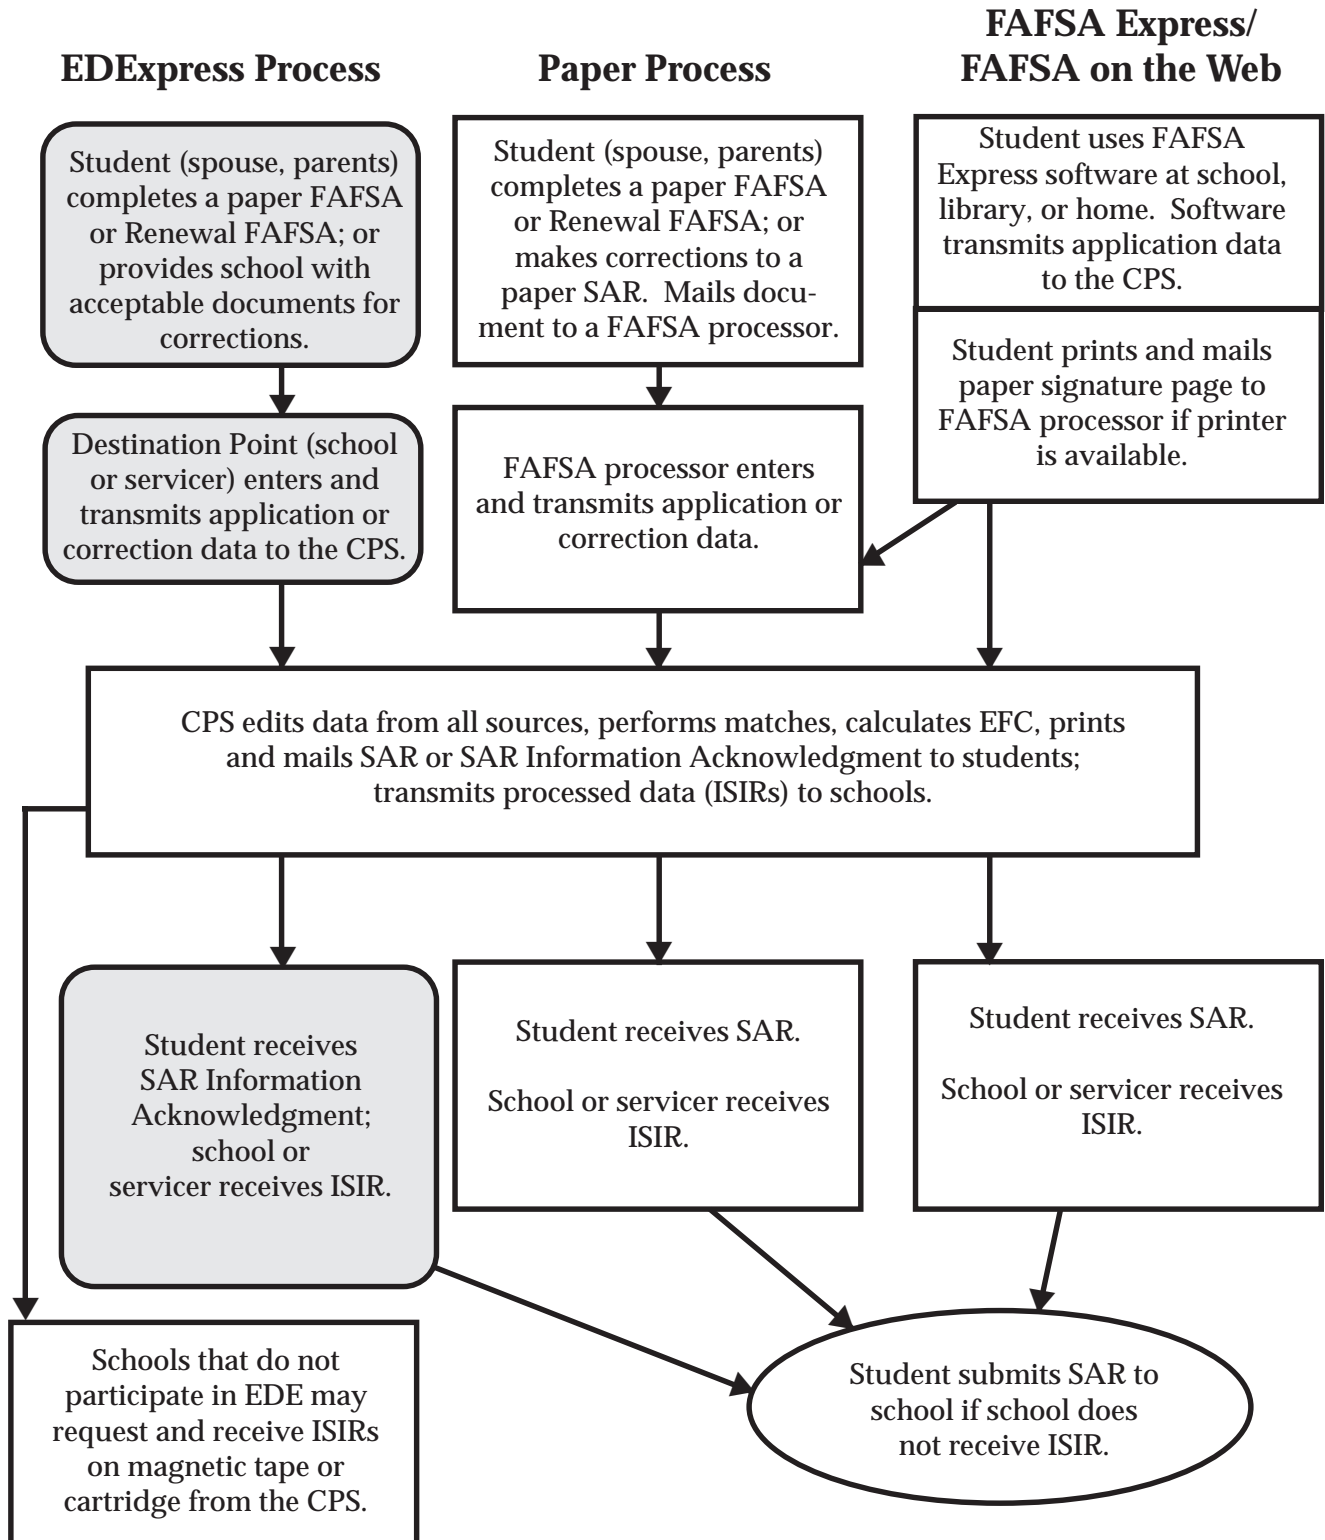 EDExpress Process
Paper Process
FAFSA Express/
FAFSA on the Web
Student (spouse, parents)
completes a paper FAFSA
or Renewal FAFSA; or
provides school with
acceptable documents for
corrections.
Student (spouse, parents)
completes a paper FAFSA
or Renewal FAFSA; or
makes corrections to a
paper SAR.  Mails docu-
ment to a FAFSA processor.
Student uses FAFSA
Express software at school,
library, or home.  Software
transmits application data
to the CPS.
Student prints and mails
paper signature page to
FAFSA processor if printer
is available.
Destination Point (school
or servicer) enters and
transmits application or
correction data to the CPS.
FAFSA processor enters
and transmits application or
correction data.
CPS edits data from all sources, performs matches, calculates EFC, prints
and mails SAR or SAR Information Acknowledgment to students;
transmits processed data (ISIRs) to schools.
Student receives
SAR Information
Acknowledgment;
school or
servicer receives ISIR.
Student receives SAR.
School or servicer receives
ISIR.
Student receives SAR.
School or servicer receives
ISIR.
Schools that do not
participate in EDE may
request and receive ISIRs
on magnetic tape or
cartridge from the CPS.
Student submits SAR to
school if school does
not receive ISIR.